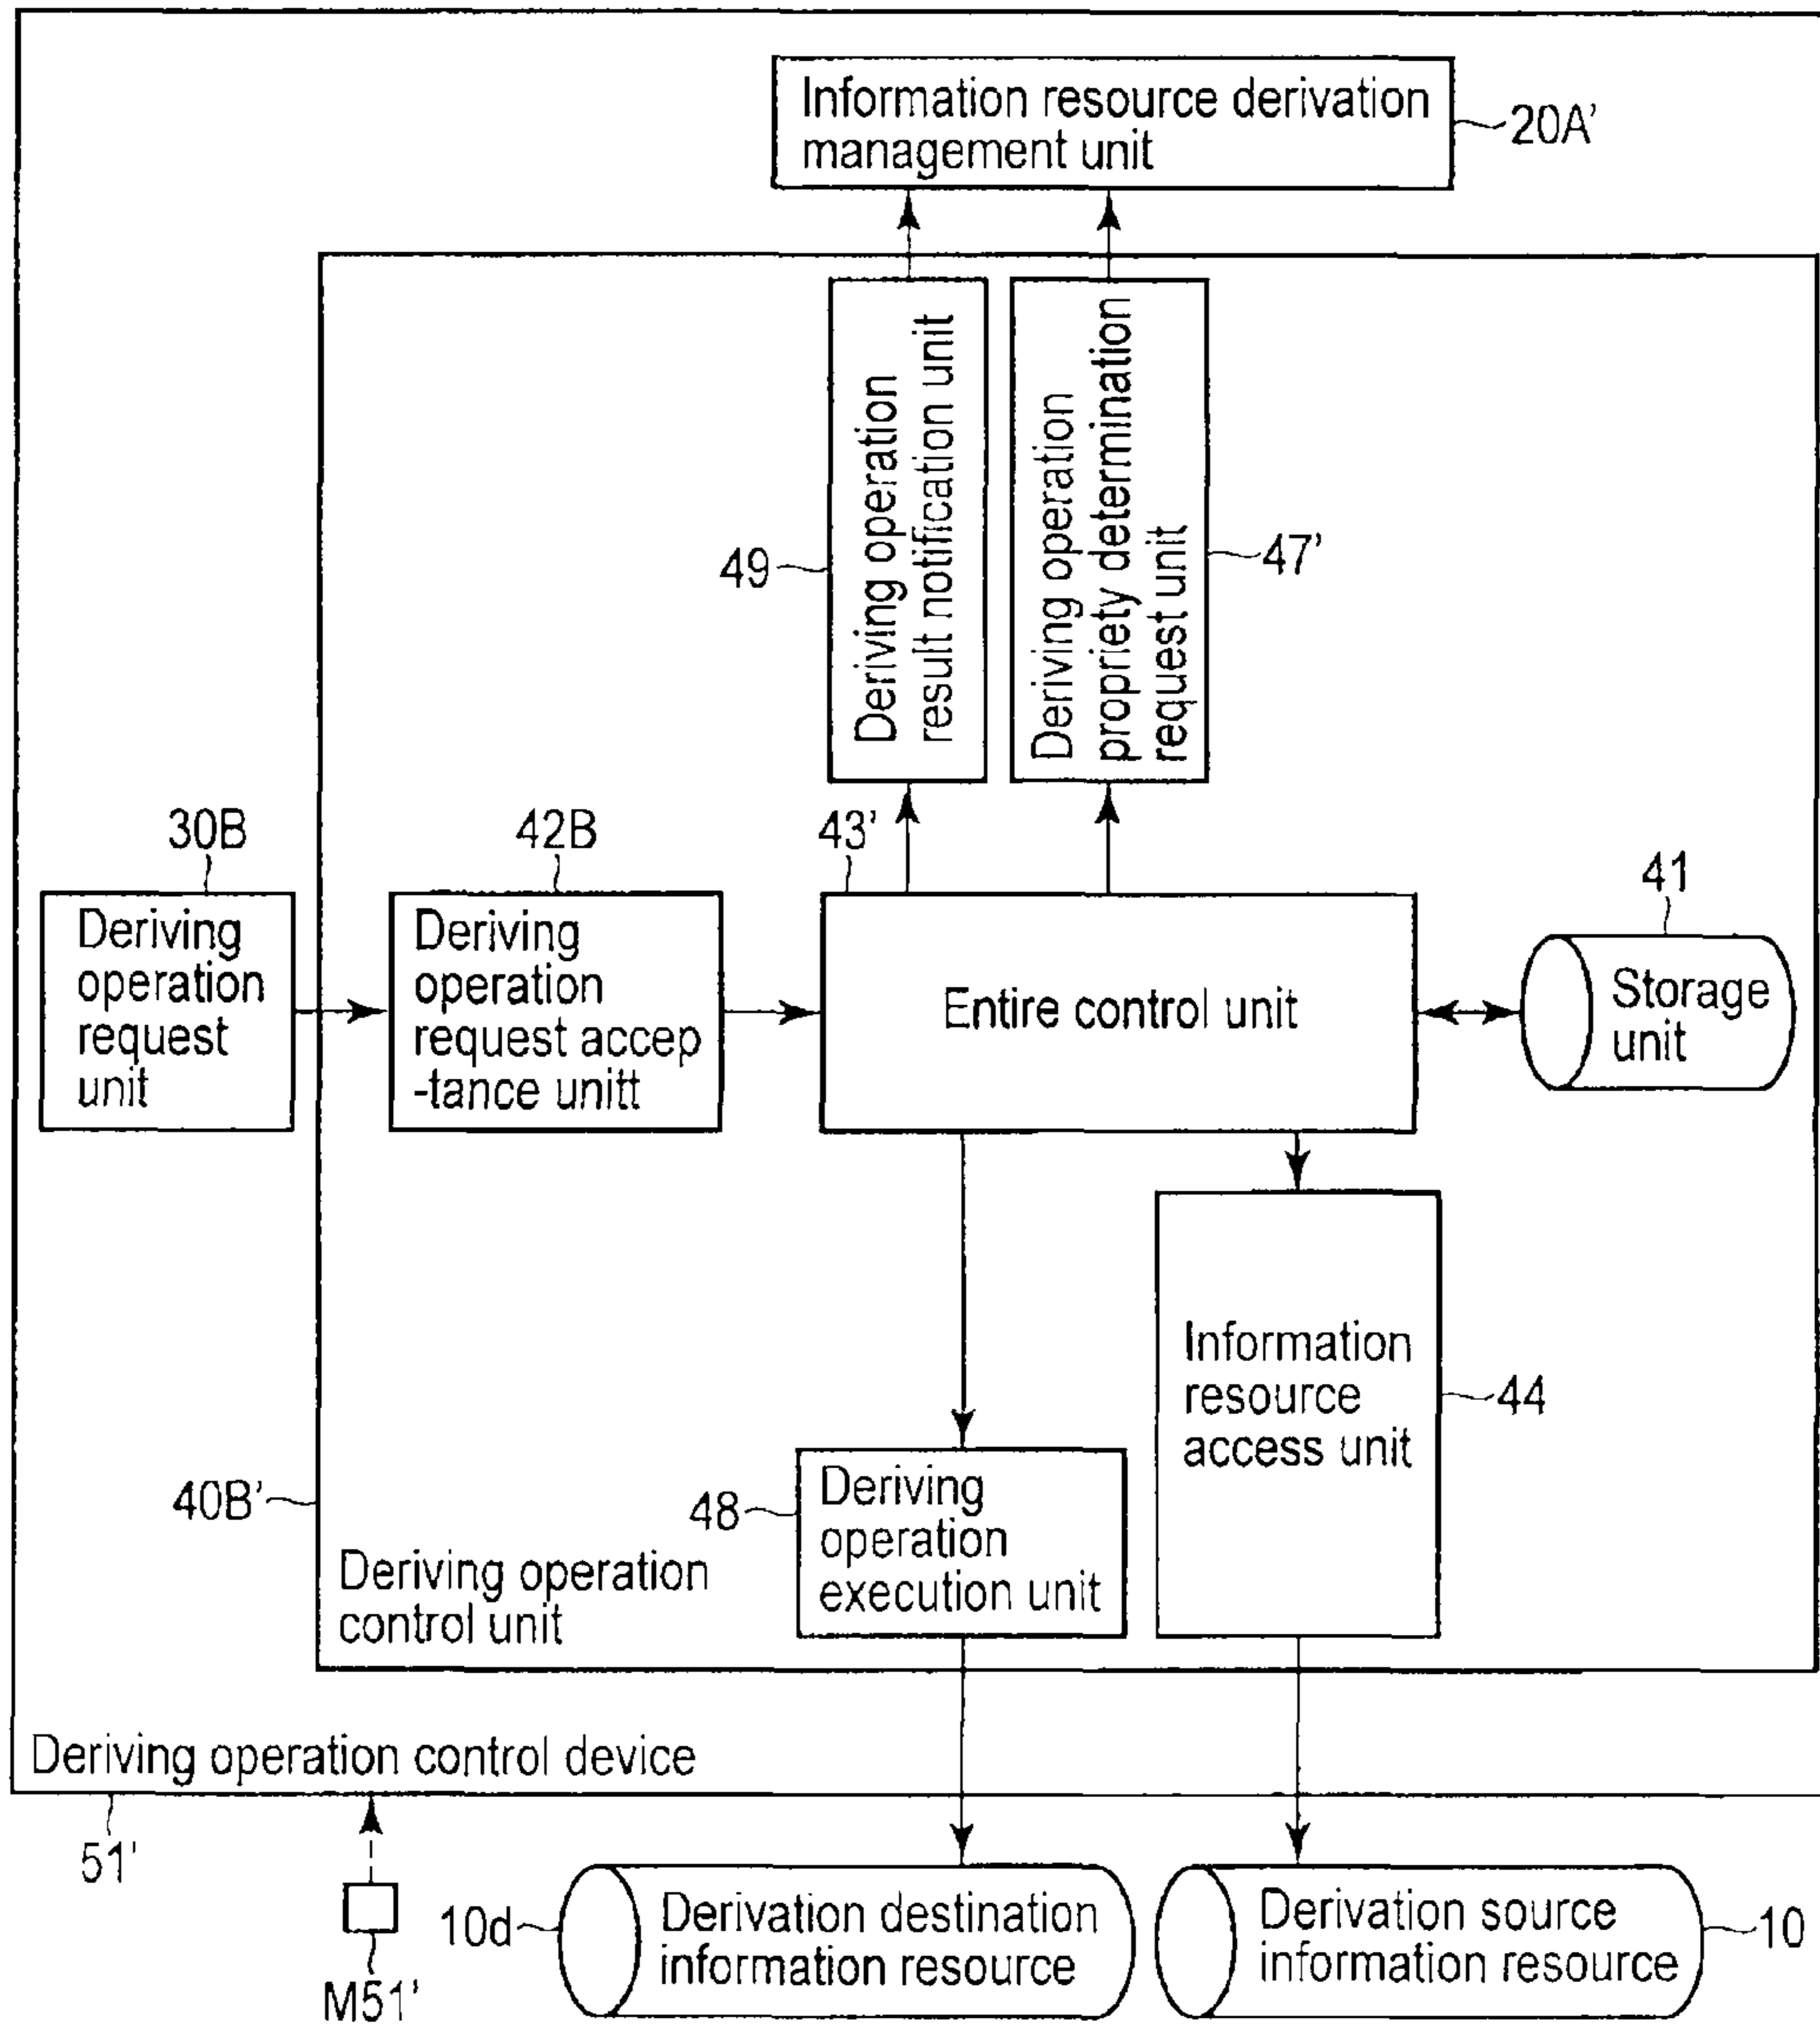 Information resource derivation
management unit
20A'
Deriving operation
result notification unit
49
Deriving operation
propriety determination
request unit
47'
30B
42B
43'
41
Deriving
operation
request
unit
Deriving
operation
request accep
-tance unitt
Entire control unit
Storage
unit
Information
resource
access unit
44
40B'
48
Deriving
operation
execution unit
Deriving operation
control unit
Deriving operation control device
51'
M51'
10d
Derivation destination
information resource
Derivation source
information resource
10